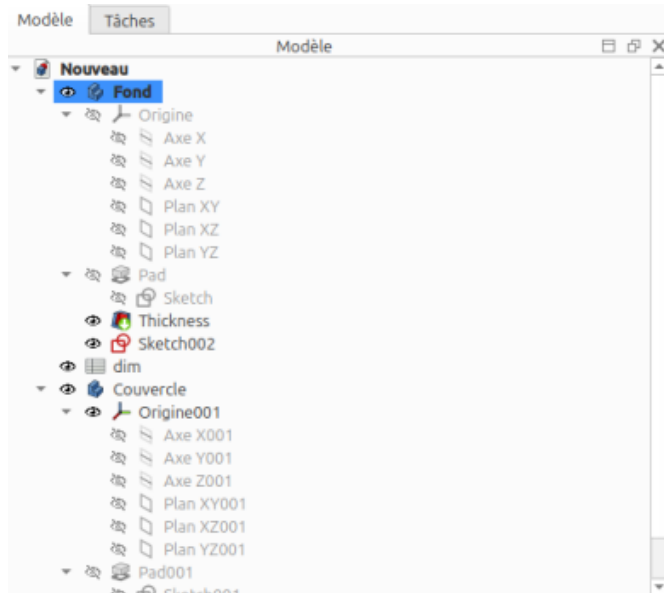 Modèle Tâches
Modèle
Nouveau
Fond
Origine
Axe X
Axe Y
Axe Z
Plan XY
Plan XZ
Plan YZ
Pad
Sketch
Thickness
Sketch002
dim
Couvercle
Origine001
Axe X001
Axe Y001
Axe Z001
Plan XY001
Plan XZ001
Plan YZ001
Pad001
Sketch001